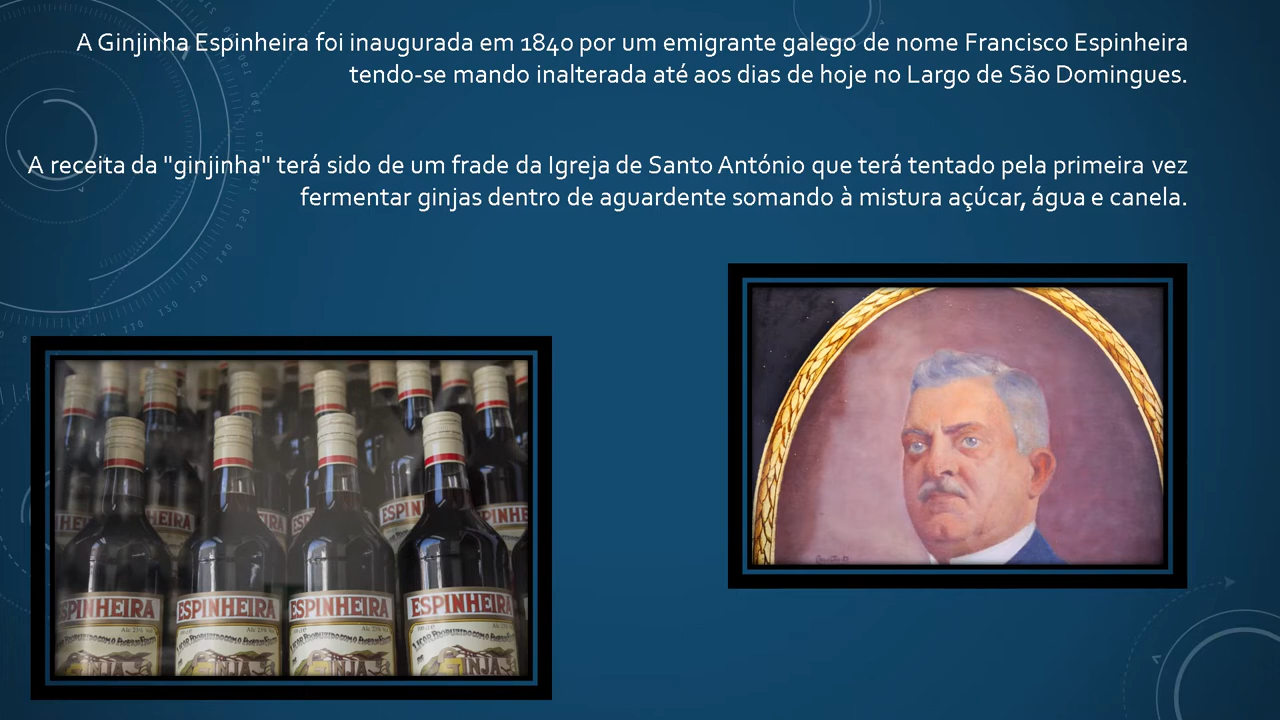 A Ginjinha Espinheira foi inaugurada em 1840 por um emigrante galego de nome Francisco Espinheira
tendo-se mando inalterada até aos dias de hoje no Largo de São Domingues.
A receita da "ginjinha" terá sido de um frade da Igreja de Santo António que terá tentado pela primeira vez
fermentar ginjas dentro de aguardente somando à mistura açúcar, água e canela.
ESPINHEIRA ESPINHEIRA ESPINHEIRA ESPINHEIRA
GINJA GINJA GINJA